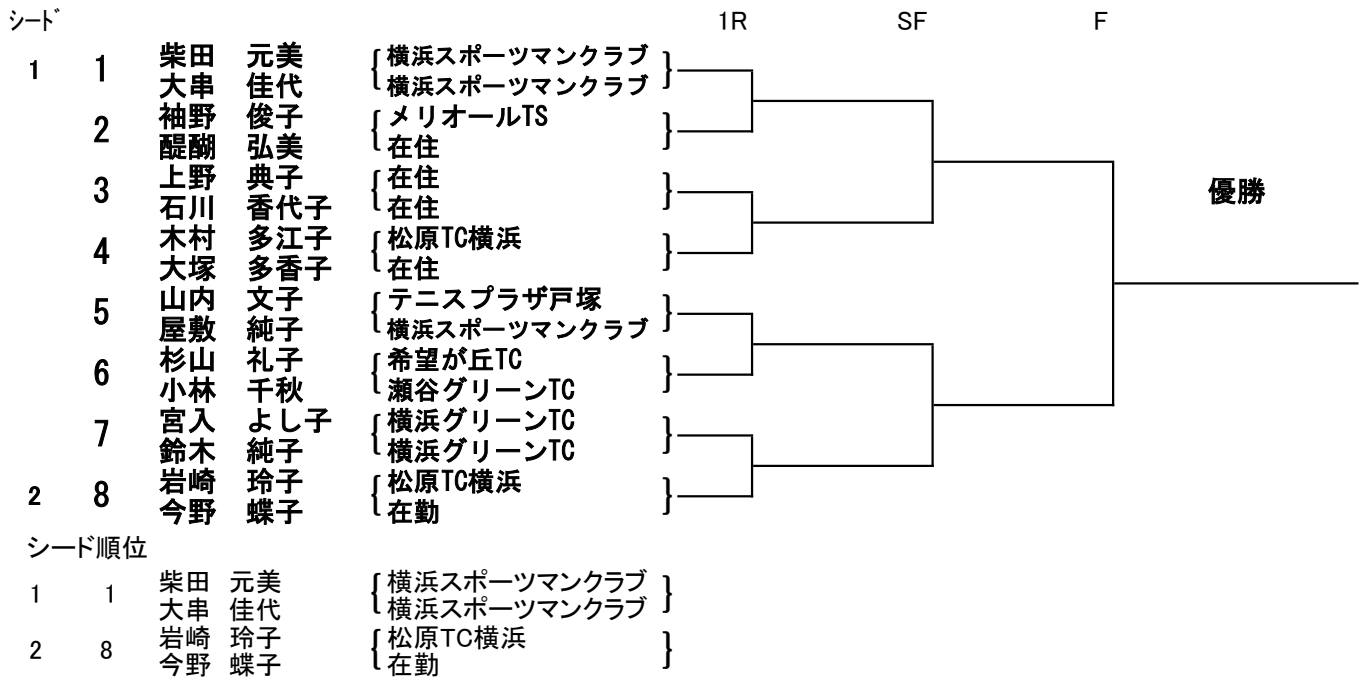 シード 1R SF F
1 1 柴田 元美 { 横浜スポーツマンクラブ }
大串 佳代 横浜スポーツマンクラブ
2 袖野 俊子 { メリオールTS }
醍醐 弘美 在住
3 上野 典子 { 在住 }
石川 香代子 在住
優勝
4 木村 多江子 { 松原TC横浜 }
大塚 多香子 在住
5 山内 文子 { テニスプラザ戸塚 }
屋敷 純子 横浜スポーツマンクラブ
6 杉山 礼子 { 希望が丘TC }
小林 千秋 瀬谷グリーンTC
7 宮入 よし子 { 横浜グリーンTC }
鈴木 純子 横浜グリーンTC
2 8 岩崎 玲子 { 松原TC横浜 }
今野 蝶子 在勤
シード順位
1 1 柴田 元美 { 横浜スポーツマンクラブ }
大串 佳代 横浜スポーツマンクラブ
2 8 岩崎 玲子 { 松原TC横浜 }
今野 蝶子 在勤